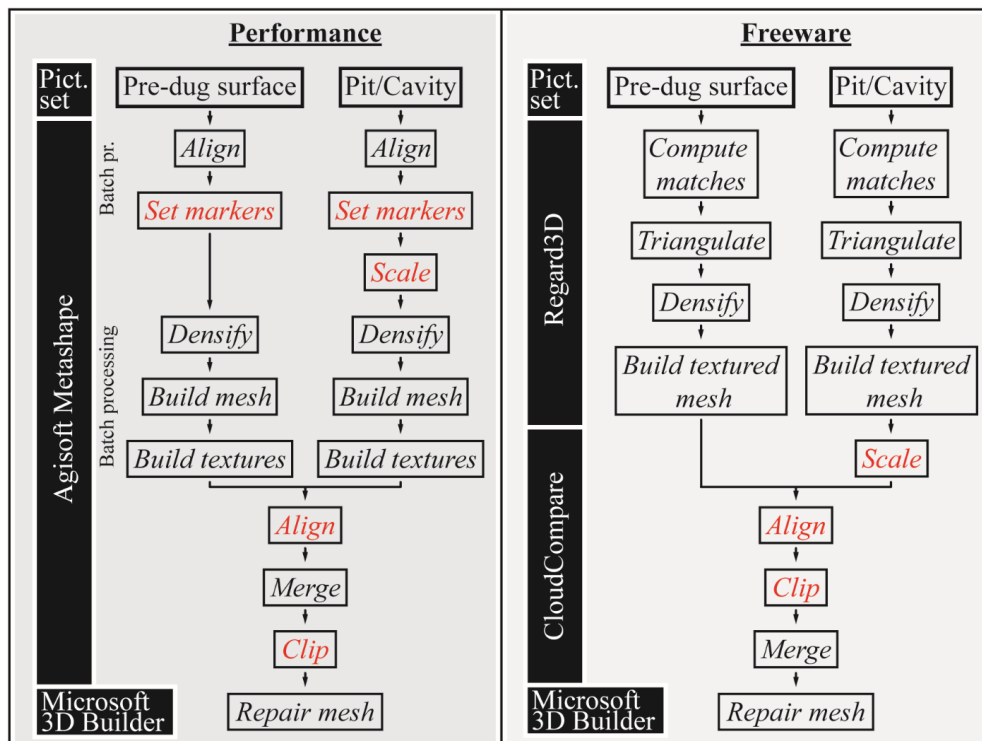 Performance
Pict.
set
Pre-dug surface
Pit/Cavity
Agisoft Metashape
Batch pr.
Align
Align
Set markers
Set markers
Scale
Batch processing
Densify
Densify
Build mesh
Build mesh
Build textures
Build textures
Align
Merge
Clip
Microsoft
3D Builder
Repair mesh
Freeware
Pict.
set
Pre-dug surface
Pit/Cavity
Regard3D
Compute
matches
Compute
matches
Triangulate
Triangulate
Densify
Densify
Build textured
mesh
Build textured
mesh
CloudCompare
Scale
Align
Clip
Merge
Microsoft
3D Builder
Repair mesh